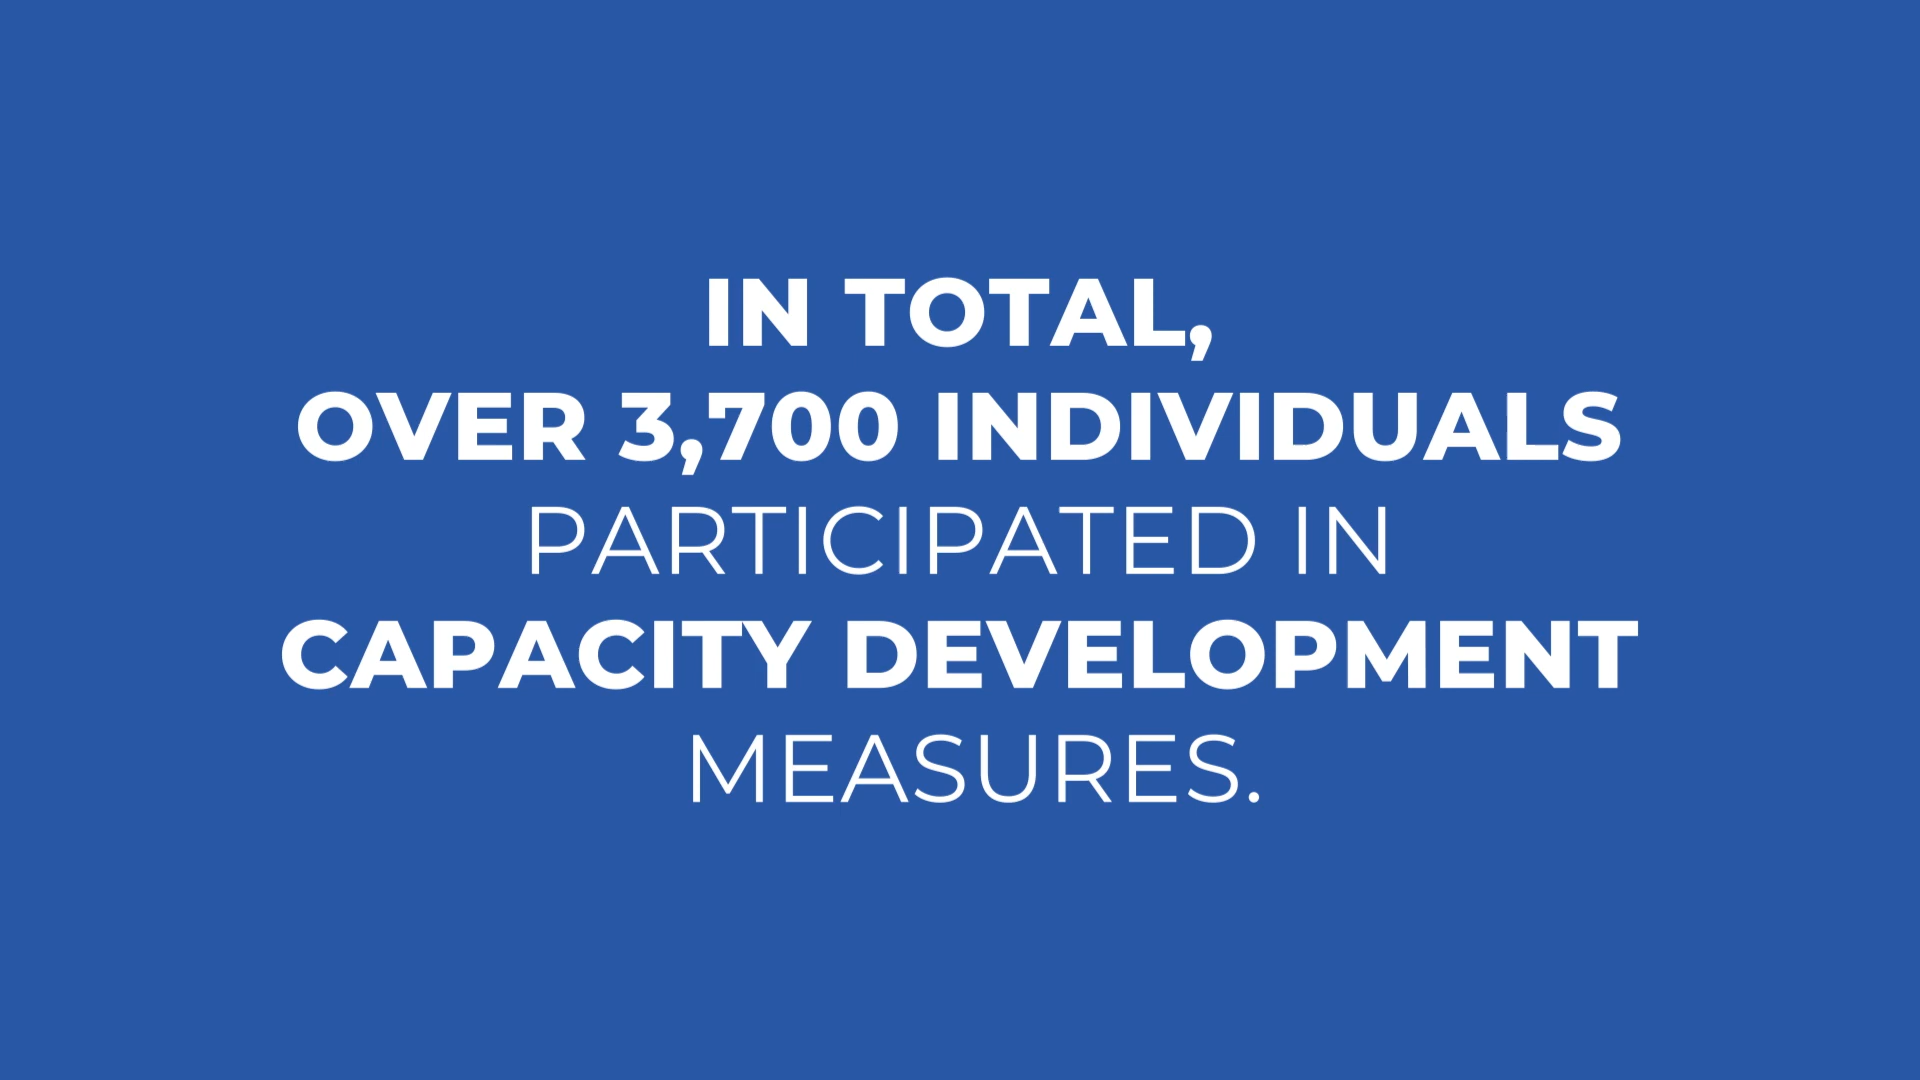 IN TOTAL,
OVER 3,700 INDIVIDUALS
PARTICIPATED IN
CAPACITY DEVELOPMENT
MEASURES.